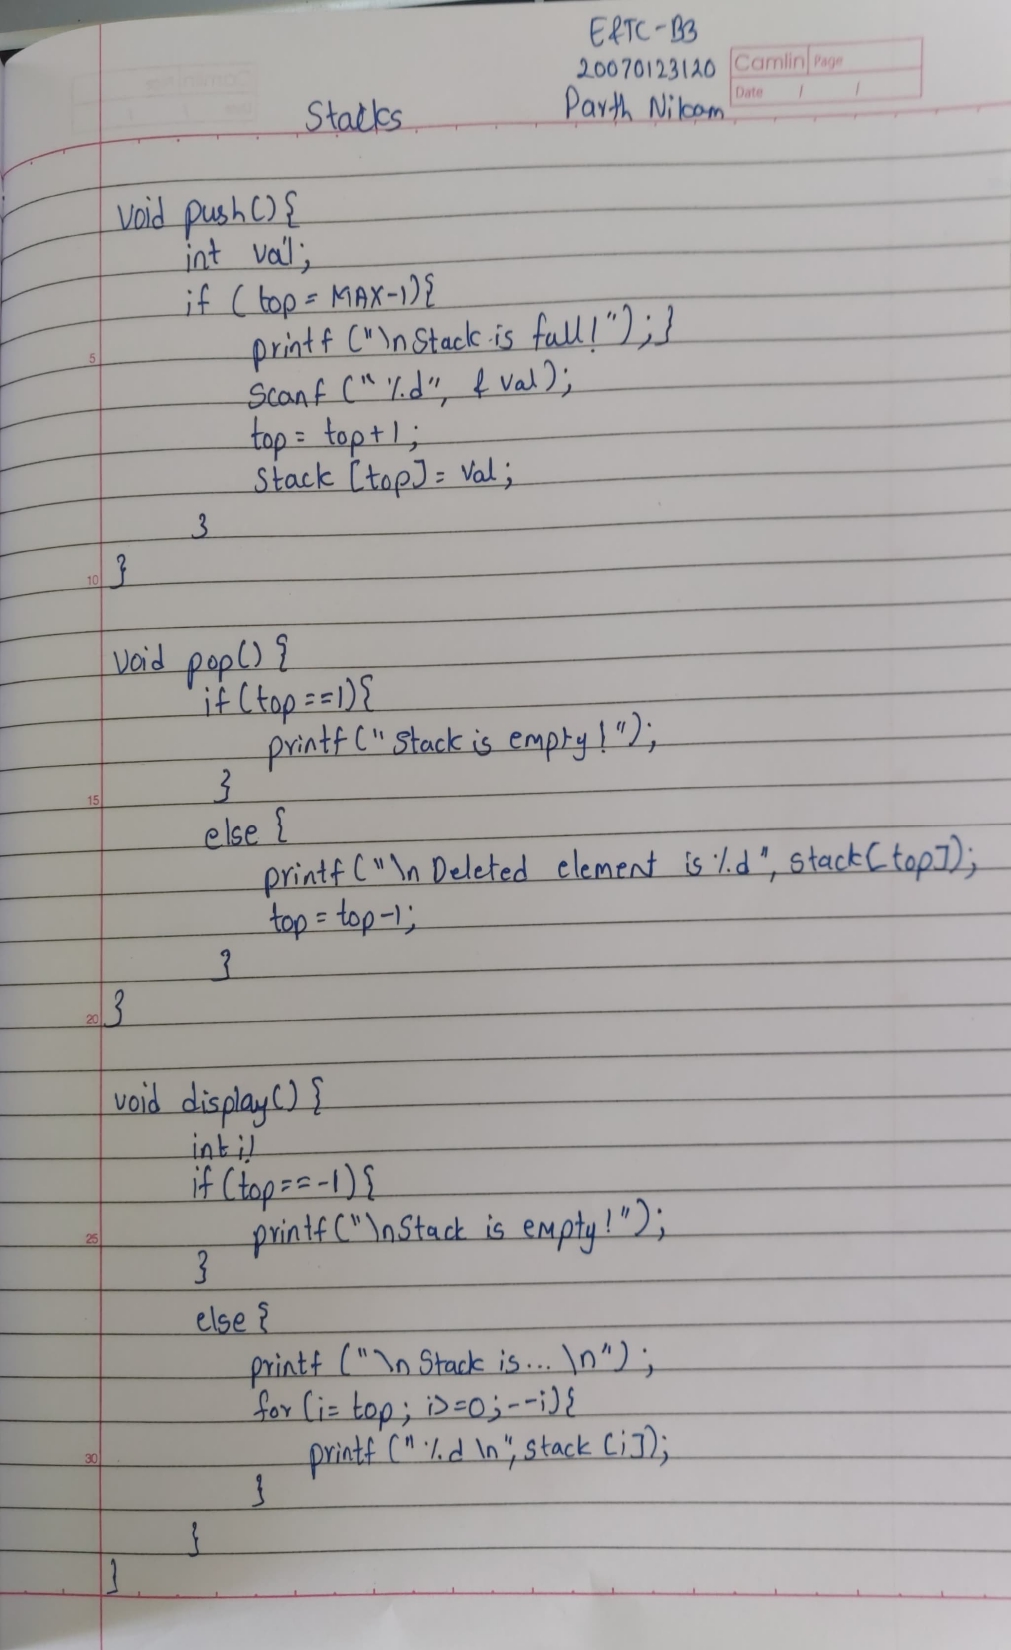 E&TC-B3
20070123120
Camlin Page
Date / /
Parth Nikam
Stacks
void push(){
int val;
if (top = MAX-1){
printf ("\nStack is full!");}
5
scanf ("%d", &val);
top = top+1;
Stack [top] = val;
}
10
}
void pop() {
if (top==1){
printf (" Stack is empty!");
}
15
else {
printf ("\n Deleted element is %d", stack[top]);
top = top-1;
}
20
}
void display() {
int i;
if (top==-1){
printf ("\nStack is empty!");
25
}
else {
printf ("\n Stack is... \n");
for (i= top; i>=0;--i){
printf ("%d \n", stack [i]);
30
}
}
}